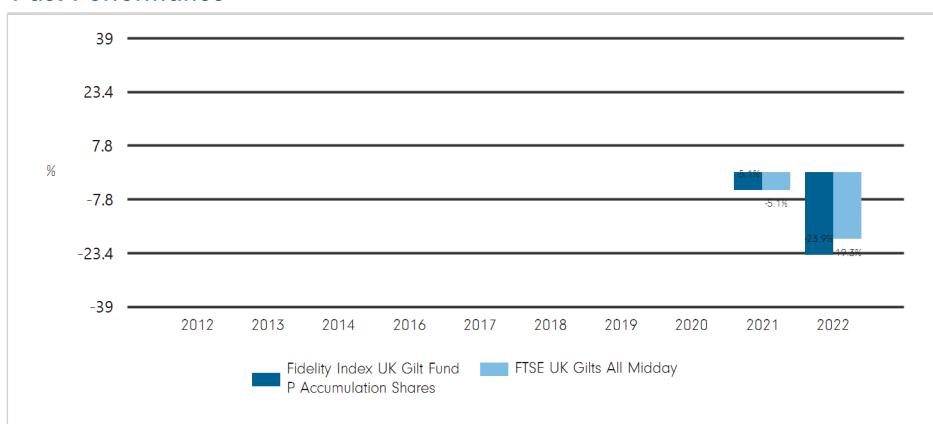 Past Performance
39
23.4
7.8
%
-7.8
-23.4
-39
-5.1%
-5.1%
-23.9%
-19.3%
2012 2013 2014 2016 2017 2018 2019 2020 2021 2022
Fidelity Index UK Gilt Fund
P Accumulation Shares
FTSE UK Gilts All Midday